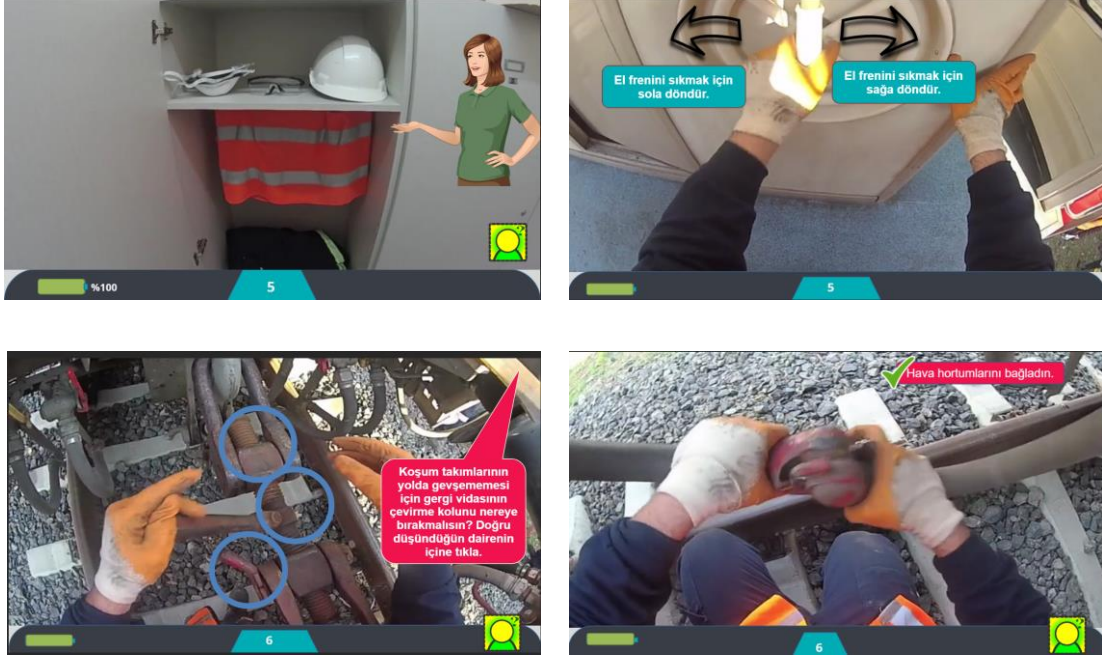 %100
5
El frenini sıkmak için
sola döndür.
El frenini sıkmak için
sağa döndür.
5
Koşum takımlarının
yolda gevşememesi
için gergi vidasının
çevirme kolunu nereye
bırakmalısın? Doğru
düşündüğün dairenin
içine tıkla.
6
Hava hortumlarını bağladın.
6